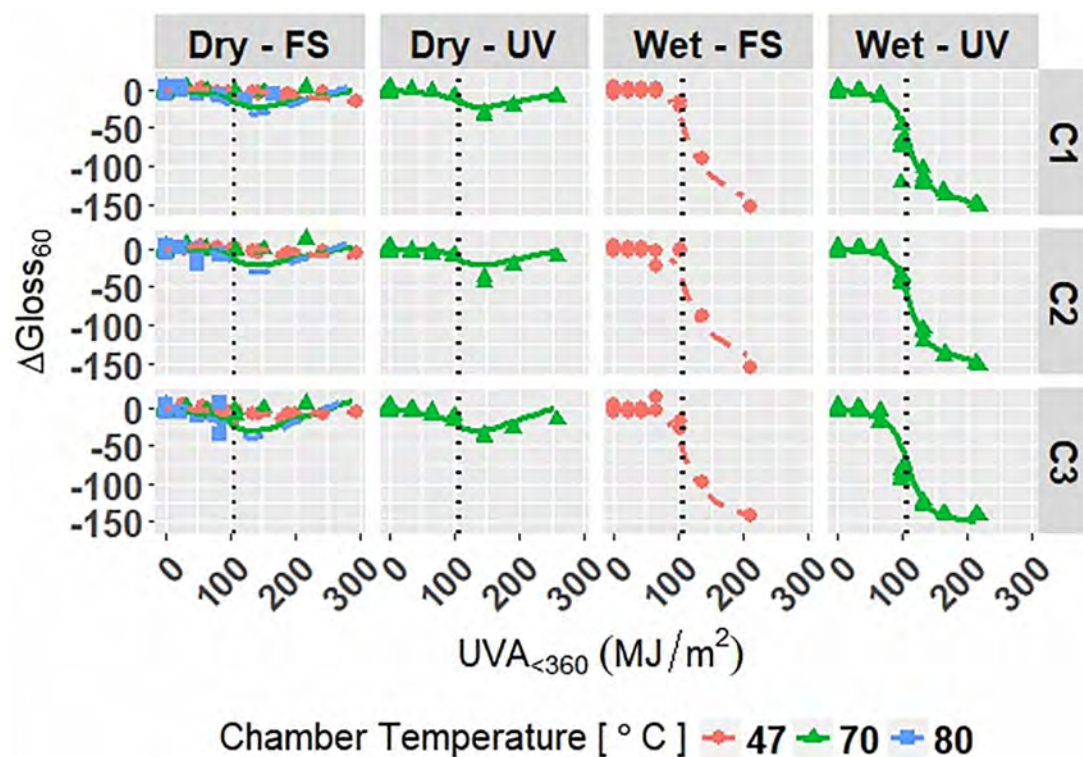 Dry - FS Dry - UV Wet - FS Wet - UV
0
-50
-100
-150
C1
0
-50
-100
-150
C2
0
-50
-100
-150
C3
ΔGloss60
0 100 200 300 0 100 200 300 0 100 200 300 0 100 200 300
UVA<360 (MJ/m²)
Chamber Temperature [ ° C ] 47 70 80